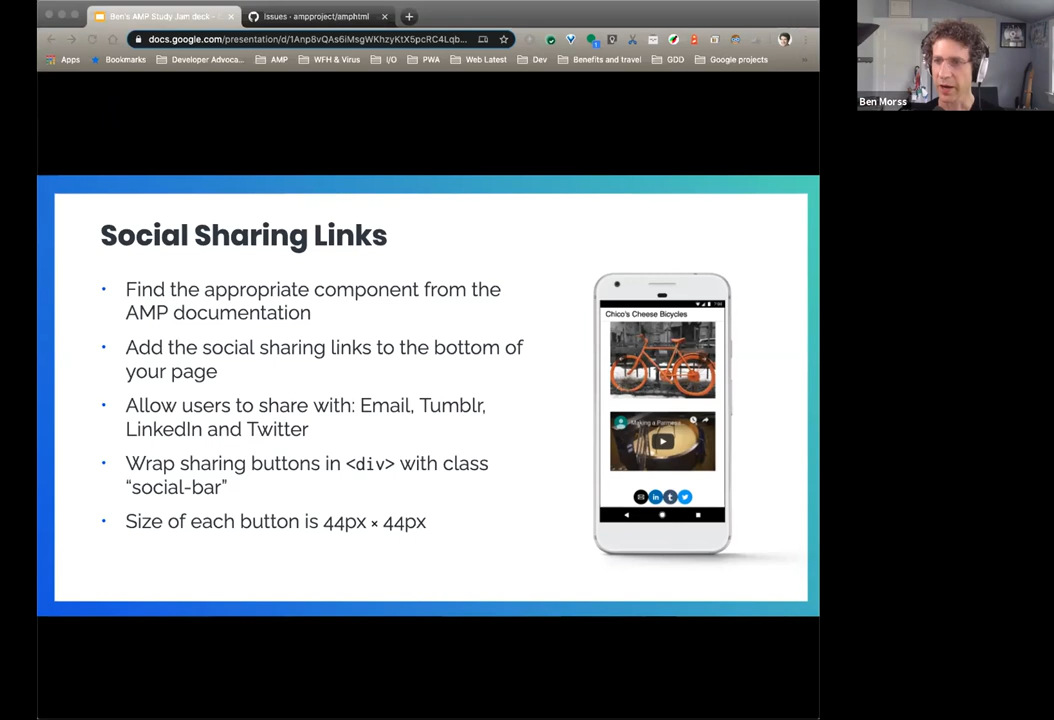 Ben's AMP Study Jam deck -
Issues · ampproject/amphtml
docs.google.com/presentation/d/1Anp8vQAs6iMsgWKhzyKtX5pcRC4Lqb...
Apps
Bookmarks
Developer Advoca...
AMP
WFH & Virus
I/O
PWA
Web Latest
Dev
Benefits and travel
GDD
Google projects
»
Ben Morss
Social Sharing Links
• Find the appropriate component from the
AMP documentation
• Add the social sharing links to the bottom of
your page
• Allow users to share with: Email, Tumblr,
LinkedIn and Twitter
• Wrap sharing buttons in <div> with class
“social-bar”
• Size of each button is 44px × 44px
Chico's Cheese Bicycles
Making a Parmesa...
in
t